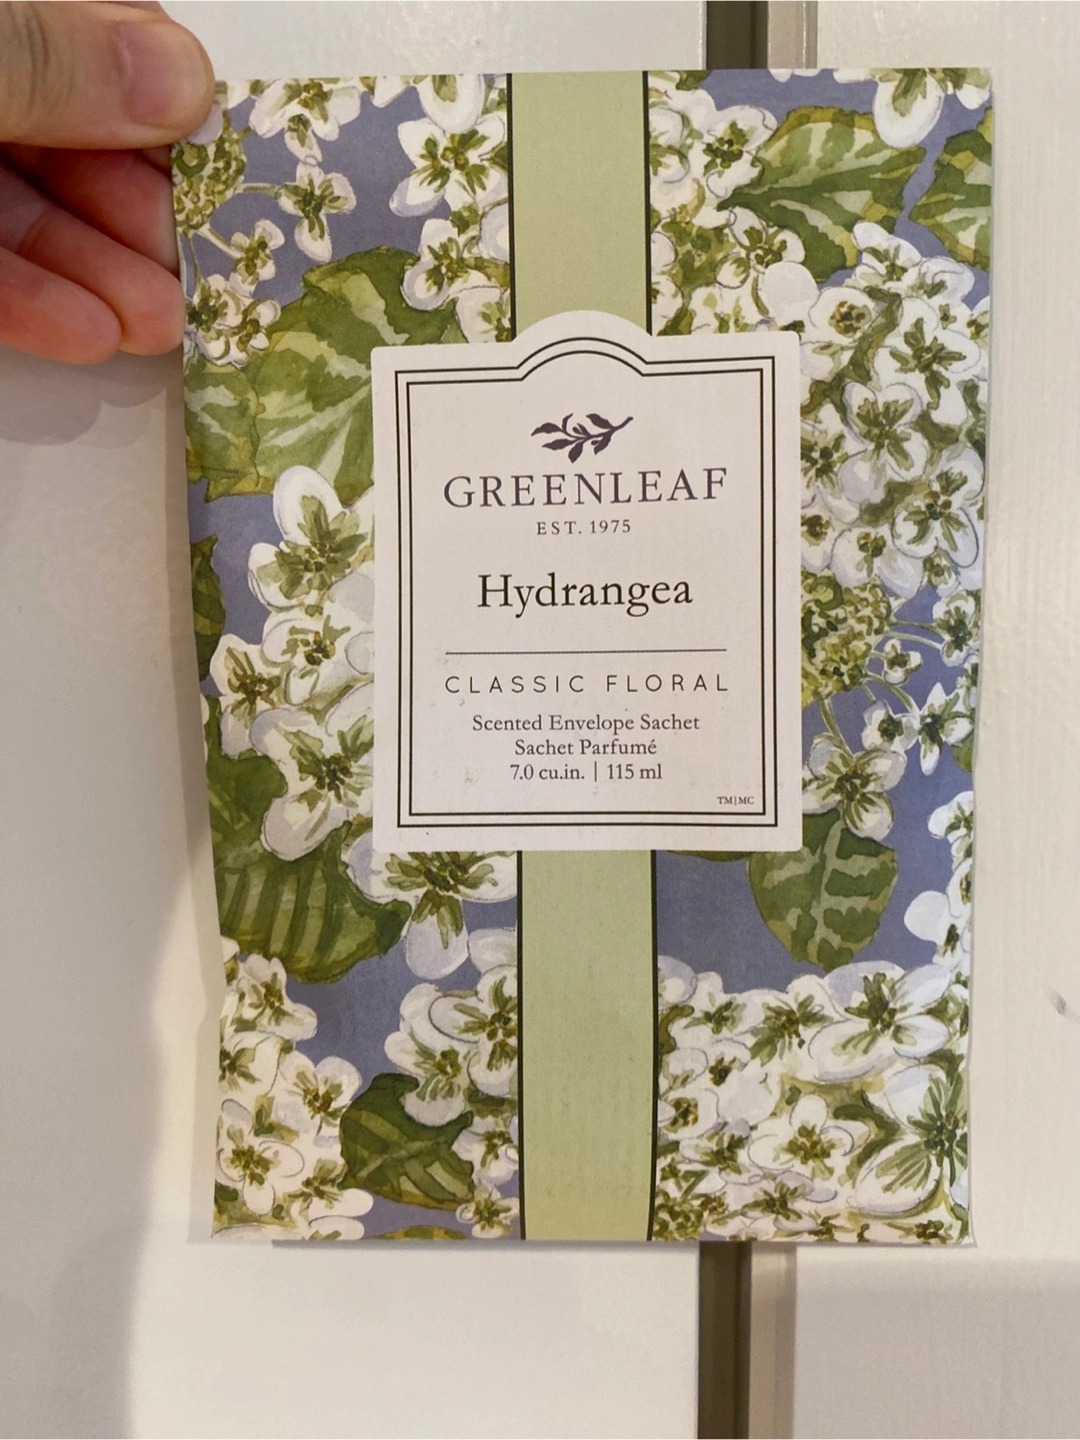 GREENLEAF
EST. 1975
Hydrangea
CLASSIC FLORAL
Scented Envelope Sachet
Sachet Parfumé
7.0 cu.in. | 115 ml
TM|MC